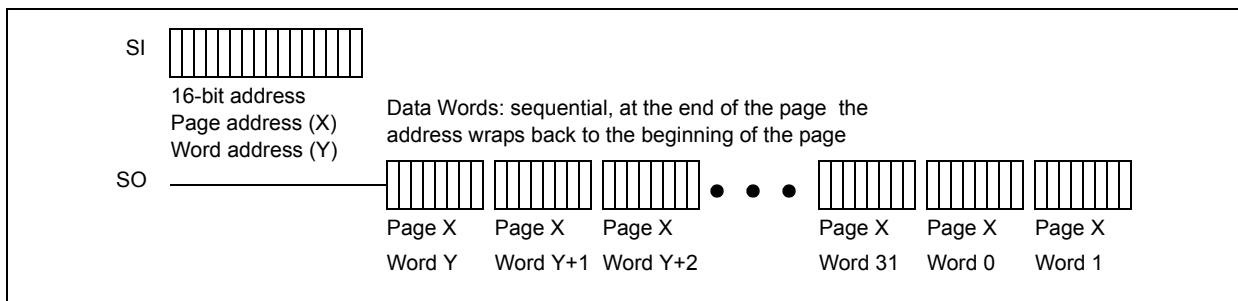 SI
16-bit address
Page address (X)
Word address (Y)
Data Words: sequential, at the end of the page the
address wraps back to the beginning of the page
SO
Page X Page X Page X Page X Page X Page X
Word Y Word Y+1 Word Y+2 Word 31 Word 0 Word 1